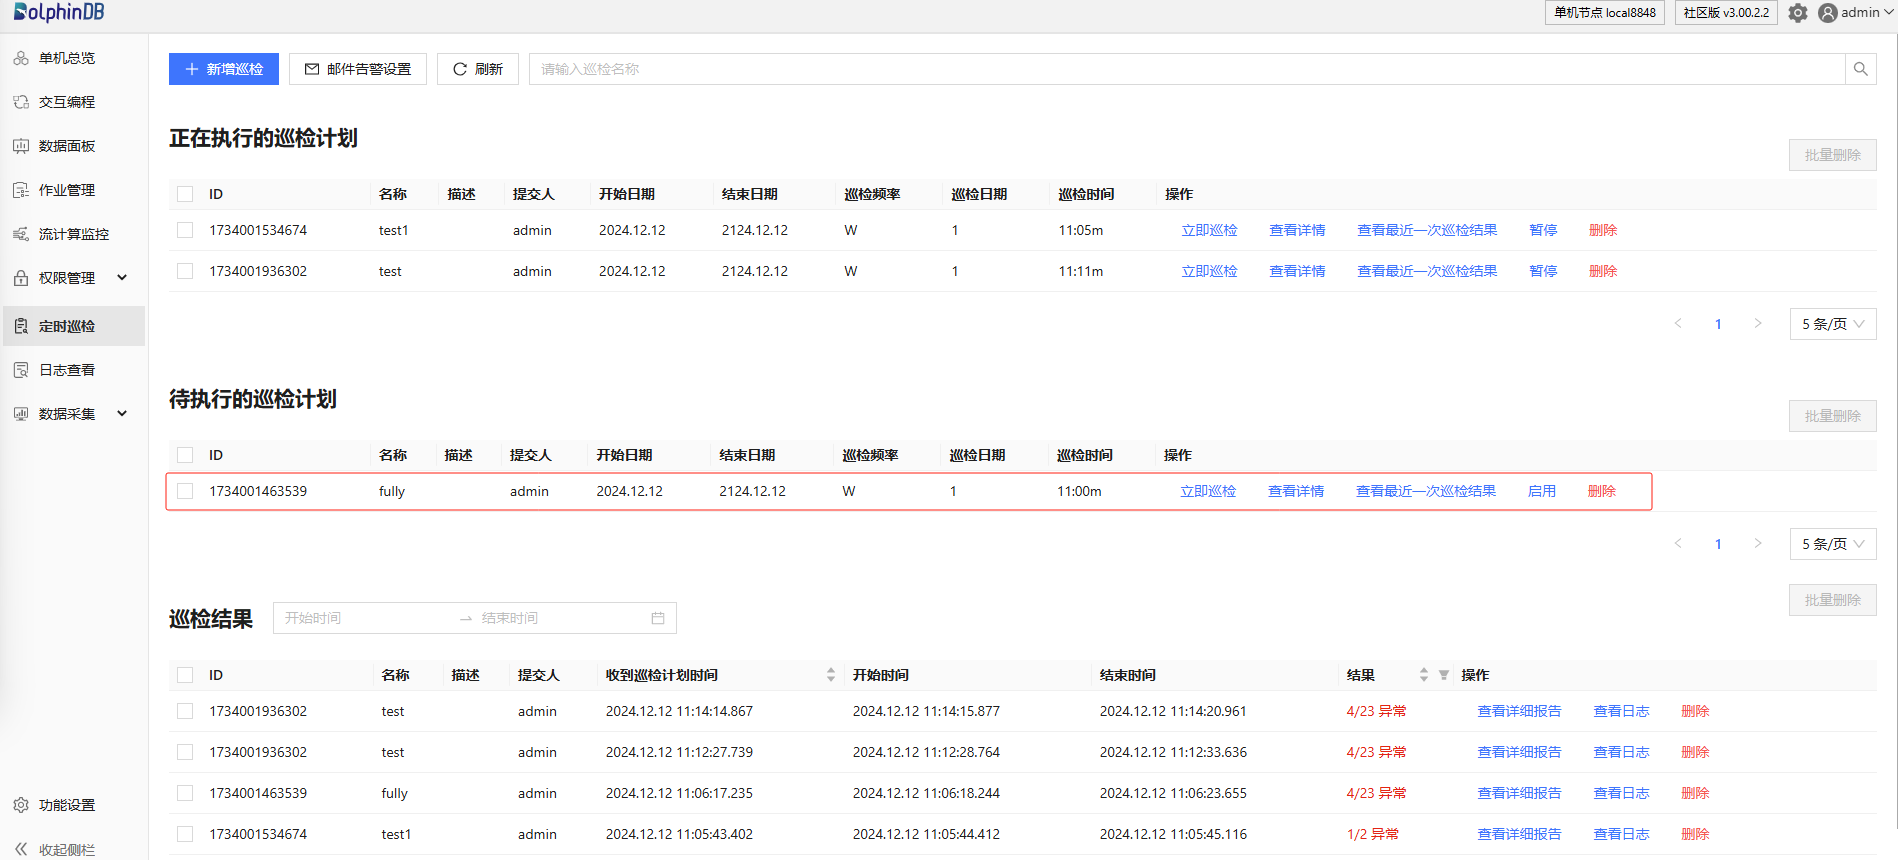 DolphinDB
单机节点 local8848 社区版 v3.00.2.2 admin
单机总览
交互编程
数据面板
作业管理
流计算监控
权限管理
定时巡检
日志查看
数据采集
功能设置
收起侧栏
新增巡检 邮件告警设置 刷新 请输入巡检名称
正在执行的巡检计划
批量删除
ID 名称 描述 提交人 开始日期 结束日期 巡检频率 巡检日期 巡检时间 操作
1734001534674 test1 admin 2024.12.12 2124.12.12 W 1 11:05m 立即巡检 查看详情 查看最近一次巡检结果 暂停 删除
1734001936302 test admin 2024.12.12 2124.12.12 W 1 11:11m 立即巡检 查看详情 查看最近一次巡检结果 暂停 删除
1 5 条/页
待执行的巡检计划
批量删除
ID 名称 描述 提交人 开始日期 结束日期 巡检频率 巡检日期 巡检时间 操作
1734001463539 fully admin 2024.12.12 2124.12.12 W 1 11:00m 立即巡检 查看详情 查看最近一次巡检结果 启用 删除
1 5 条/页
批量删除
巡检结果 开始时间 结束时间
ID 名称 描述 提交人 收到巡检计划时间 开始时间 结束时间 结果 操作
1734001936302 test admin 2024.12.12 11:14:14.867 2024.12.12 11:14:15.877 2024.12.12 11:14:20.961 4/23 异常 查看详细报告 查看日志 删除
1734001936302 test admin 2024.12.12 11:12:27.739 2024.12.12 11:12:28.764 2024.12.12 11:12:33.636 4/23 异常 查看详细报告 查看日志 删除
1734001463539 fully admin 2024.12.12 11:06:17.235 2024.12.12 11:06:18.244 2024.12.12 11:06:23.655 4/23 异常 查看详细报告 查看日志 删除
1734001534674 test1 admin 2024.12.12 11:05:43.402 2024.12.12 11:05:44.412 2024.12.12 11:05:45.116 1/2 异常 查看详细报告 查看日志 删除